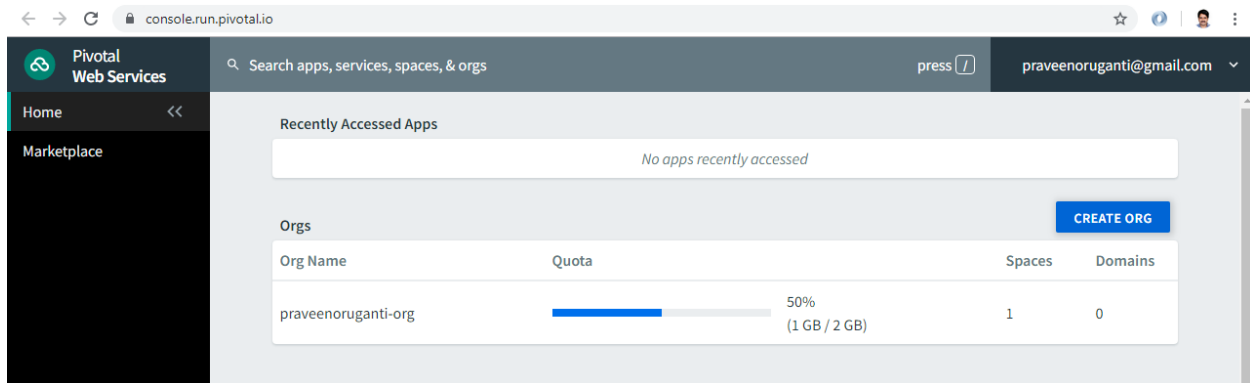 console.run.pivotal.io
Pivotal
Web Services
Search apps, services, spaces, & orgs
press /
praveenoruganti@gmail.com
Home
Marketplace
Recently Accessed Apps
No apps recently accessed
Orgs
CREATE ORG
Org Name Quota Spaces Domains
praveenoruganti-org 50% 1 0
(1 GB / 2 GB)